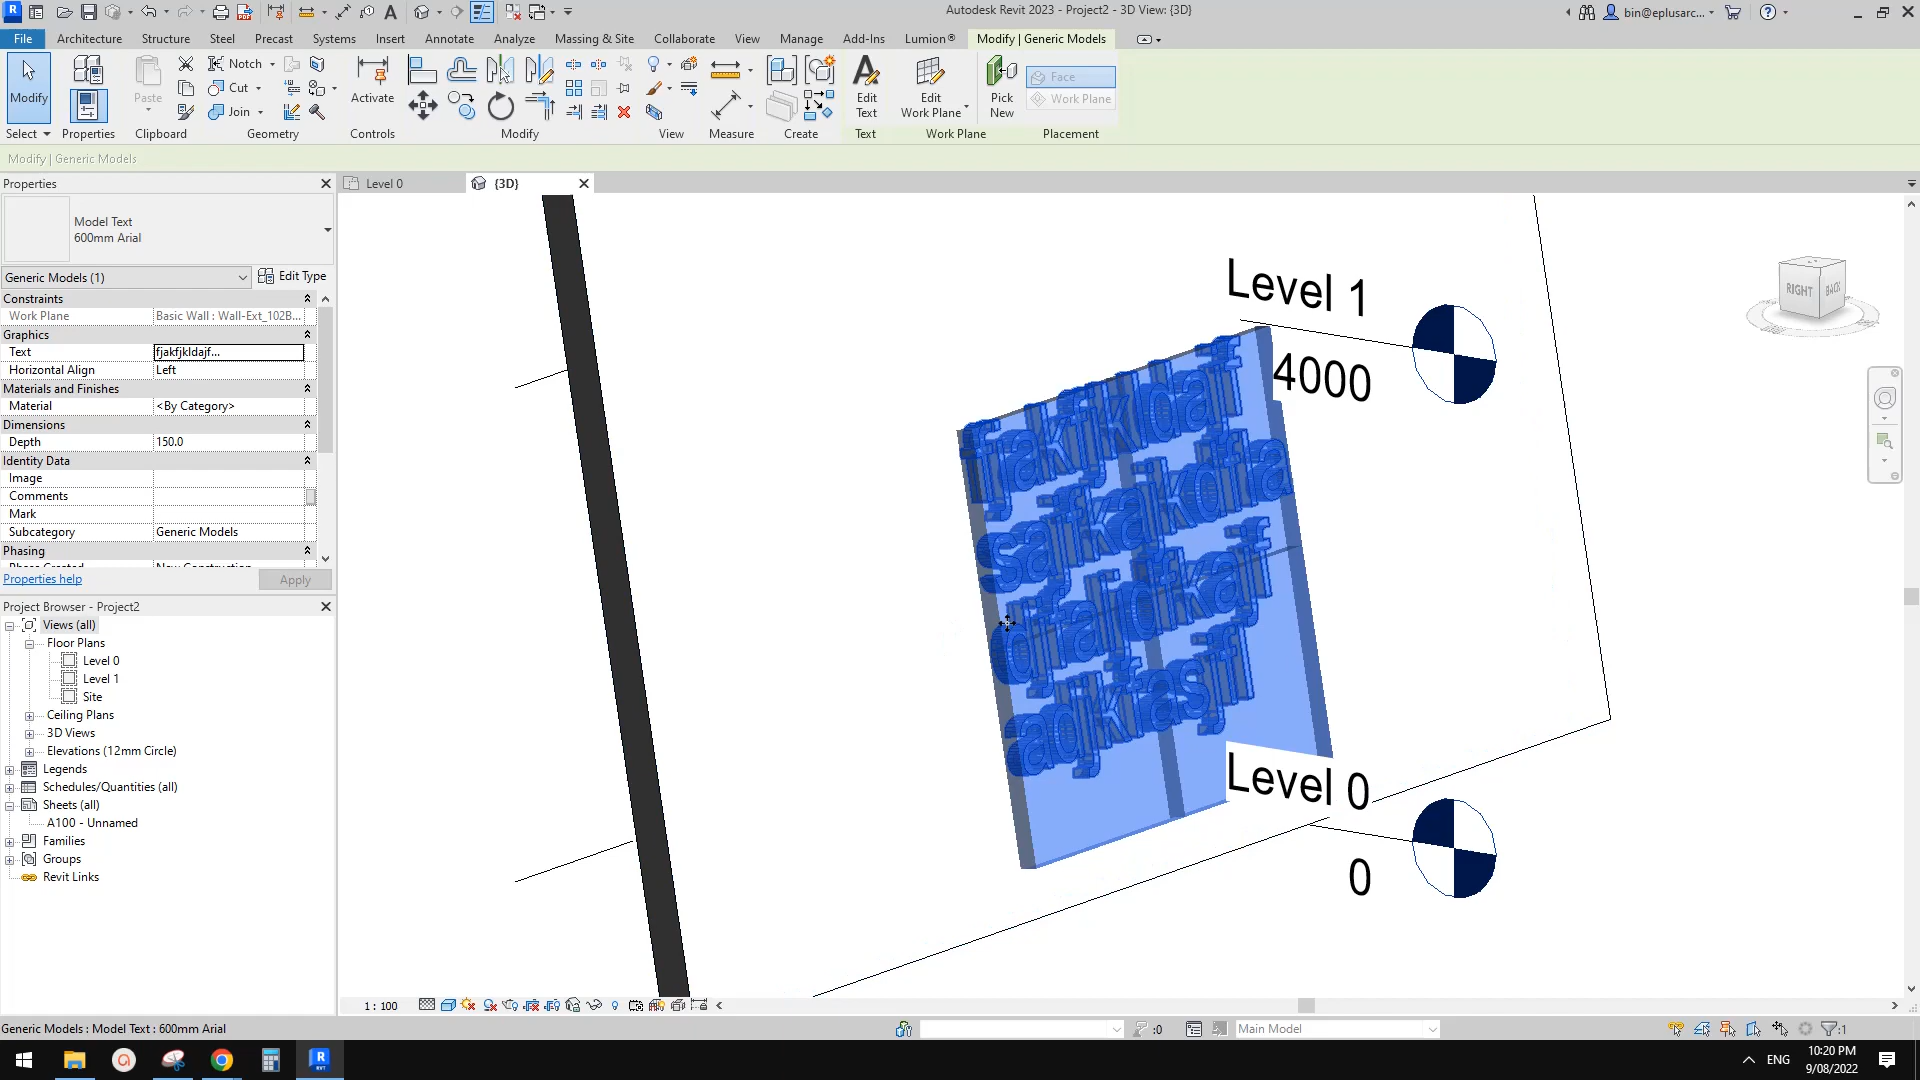 Autodesk Revit 2023 - Project2 - 3D View: {3D}
bin@eplusarc...
File Architecture Structure Steel Precast Systems Insert Annotate Analyze Massing & Site Collaborate View Manage Add-Ins Lumion® Modify | Generic Models
Modify
Paste
Notch
Cut
Join
Activate
Edit Text
Edit Work Plane
Pick New
Face
Work Plane
Select Properties Clipboard Geometry Controls Modify View Measure Create Text Work Plane Placement
Modify | Generic Models
Properties
Level 0
{3D}
Model Text
600mm Arial
Generic Models (1)
Edit Type
Constraints
Work Plane Basic Wall : Wall-Ext_102B...
Graphics
Text fjakfjkldajf...
Horizontal Align Left
Materials and Finishes
Material <By Category>
Dimensions
Depth 150.0
Identity Data
Image
Comments
Mark
Subcategory Generic Models
Phasing
Phase Created New Construction
Properties help
Apply
Project Browser - Project2
Views (all)
Floor Plans
Level 0
Level 1
Site
Ceiling Plans
3D Views
Elevations (12mm Circle)
Legends
Schedules/Quantities (all)
Sheets (all)
A100 - Unnamed
Families
Groups
Revit Links
Level 1
4000
fjakfjkldajf
Level 0
0
RIGHT
BACK
1 : 100
Generic Models : Model Text : 600mm Arial
:0
Main Model
:1
ENG
10:20 PM
9/08/2022